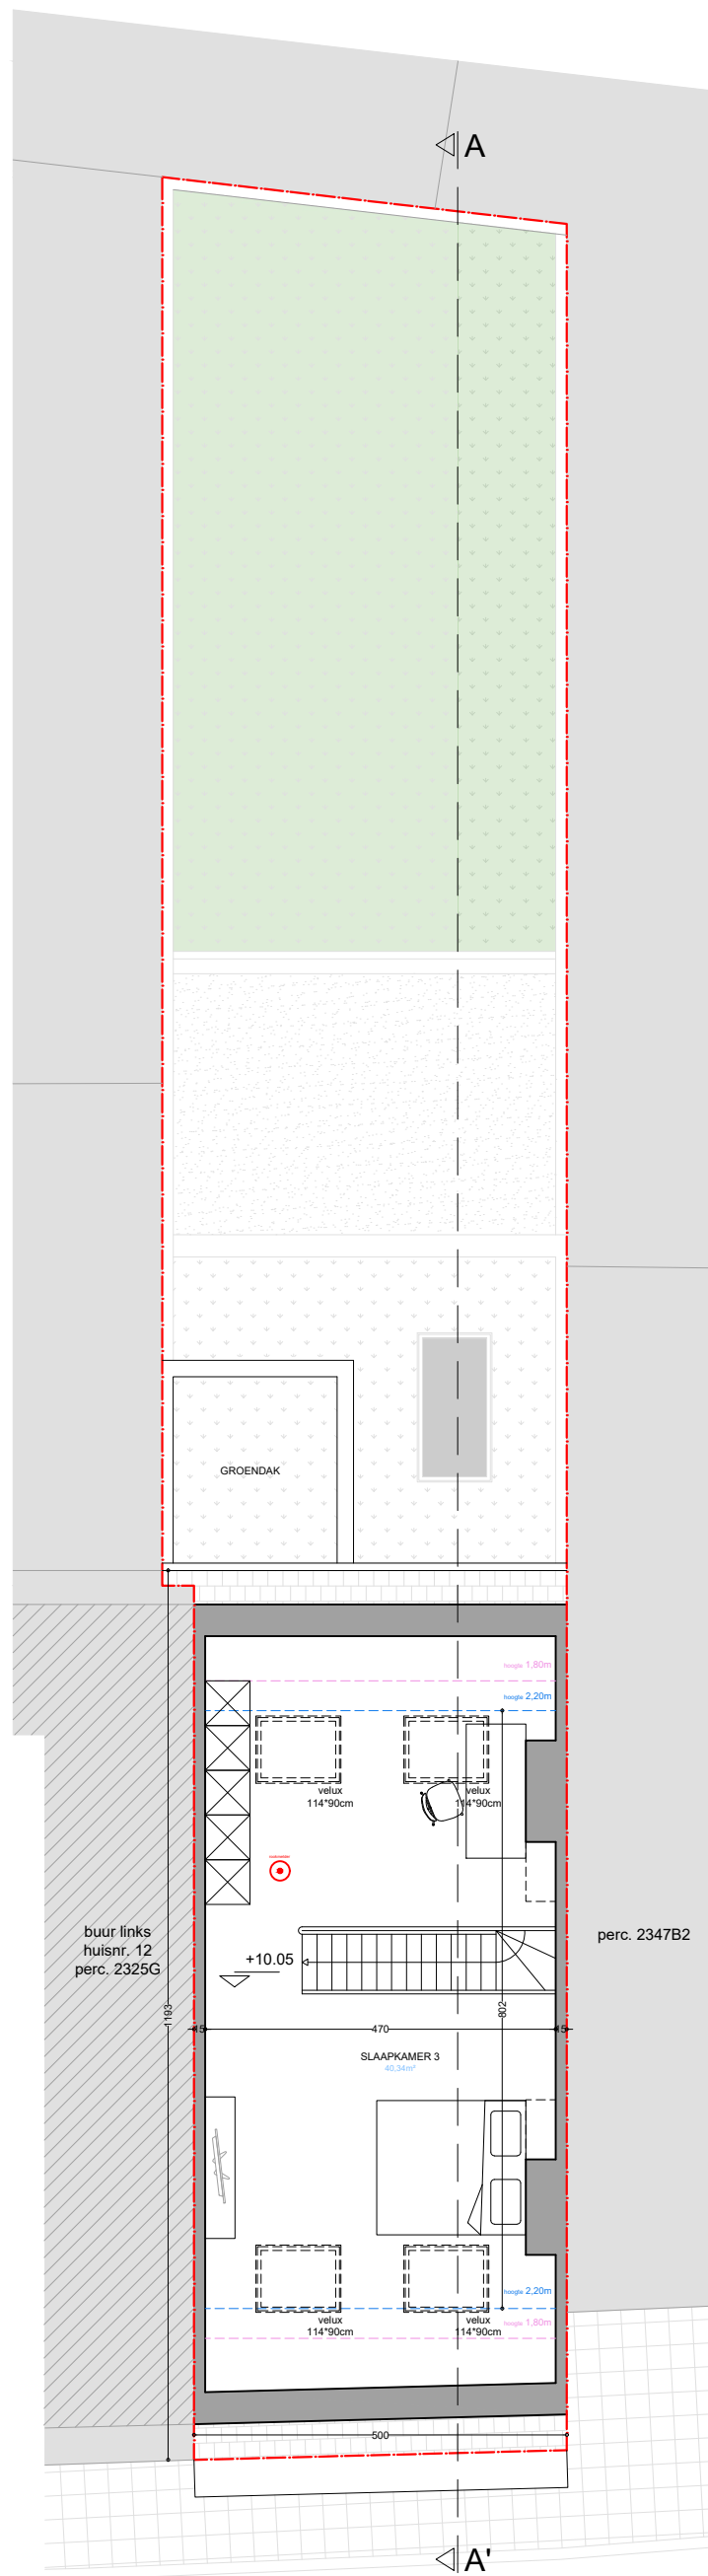 A
GROENDAK
hoogte 1,80m
hoogte 2,20m
velux
114*90cm
velux
114*90cm
rookmelder
buur links
huisnr. 12
perc. 2325G
perc. 2347B2
+10.05
1193
802
15
470
15
SLAAPKAMER 3
40,34m²
hoogte 2,20m
hoogte 1,80m
velux
114*90cm
velux
114*90cm
500
A'